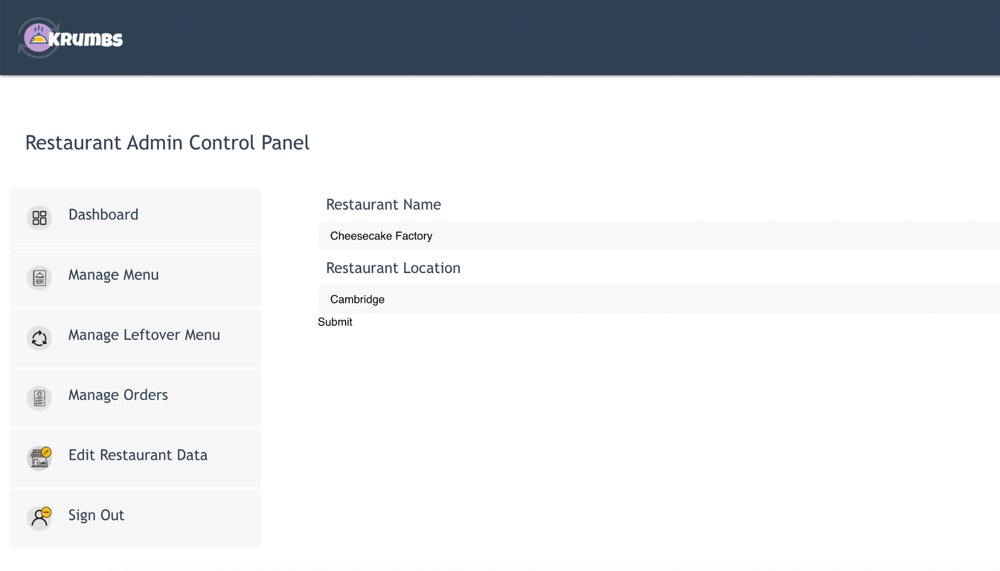 KRUMBS
Restaurant Admin Control Panel
Dashboard
Manage Menu
Manage Leftover Menu
Manage Orders
Edit Restaurant Data
Sign Out
Restaurant Name
Cheesecake Factory
Restaurant Location
Cambridge
Submit